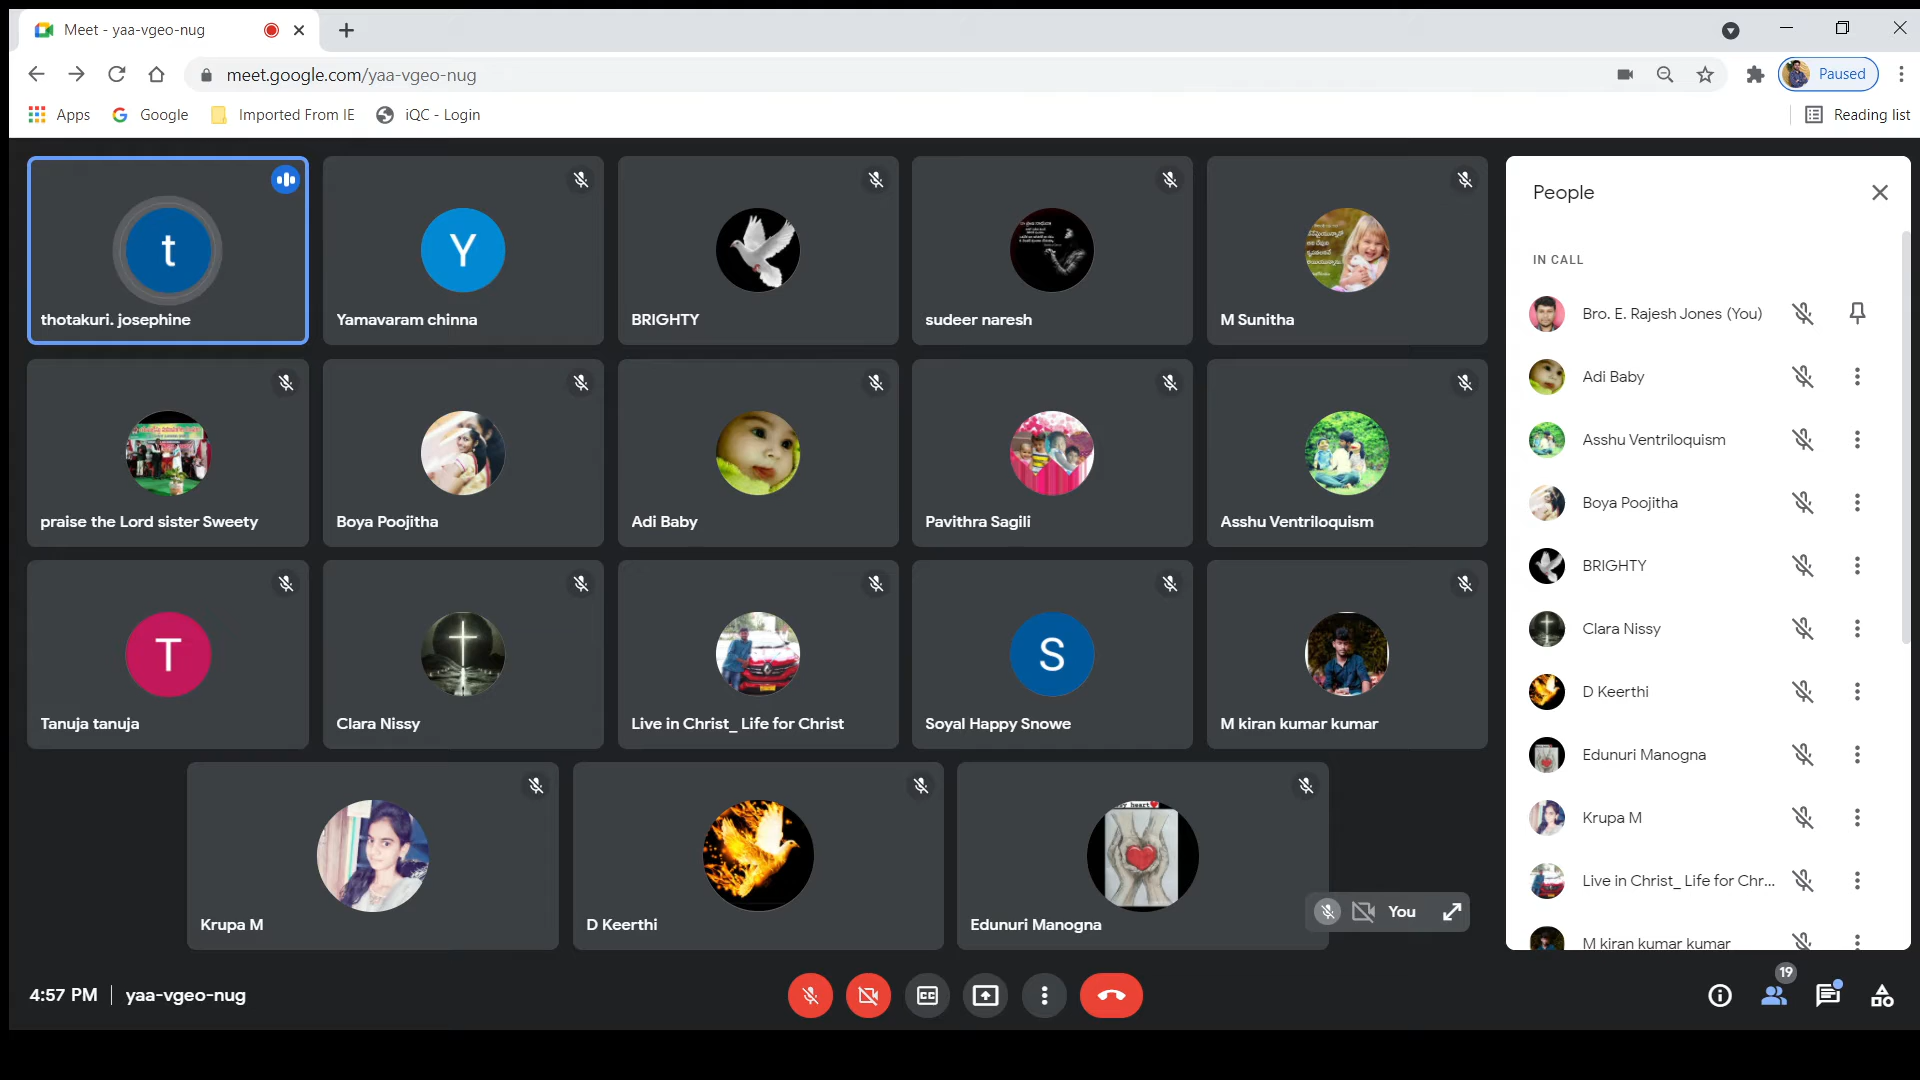 Meet - yaa-vgeo-nug
meet.google.com/yaa-vgeo-nug
Paused
Apps
Google
Imported From IE
iQC - Login
Reading list
t
thotakuri. josephine
Y
Yamavaram chinna
BRIGHTY
sudeer naresh
M Sunitha
praise the Lord sister Sweety
Boya Poojitha
Adi Baby
Pavithra Sagili
Asshu Ventriloquism
T
Tanuja tanuja
Clara Nissy
Live in Christ_ Life for Christ
S
Soyal Happy Snowe
M kiran kumar kumar
Krupa M
D Keerthi
Edunuri Manogna
You
People
IN CALL
Bro. E. Rajesh Jones (You)
Adi Baby
Asshu Ventriloquism
Boya Poojitha
BRIGHTY
Clara Nissy
D Keerthi
Edunuri Manogna
Krupa M
Live in Christ_ Life for Chr...
M kiran kumar kumar
4:57 PM
yaa-vgeo-nug
CC
19